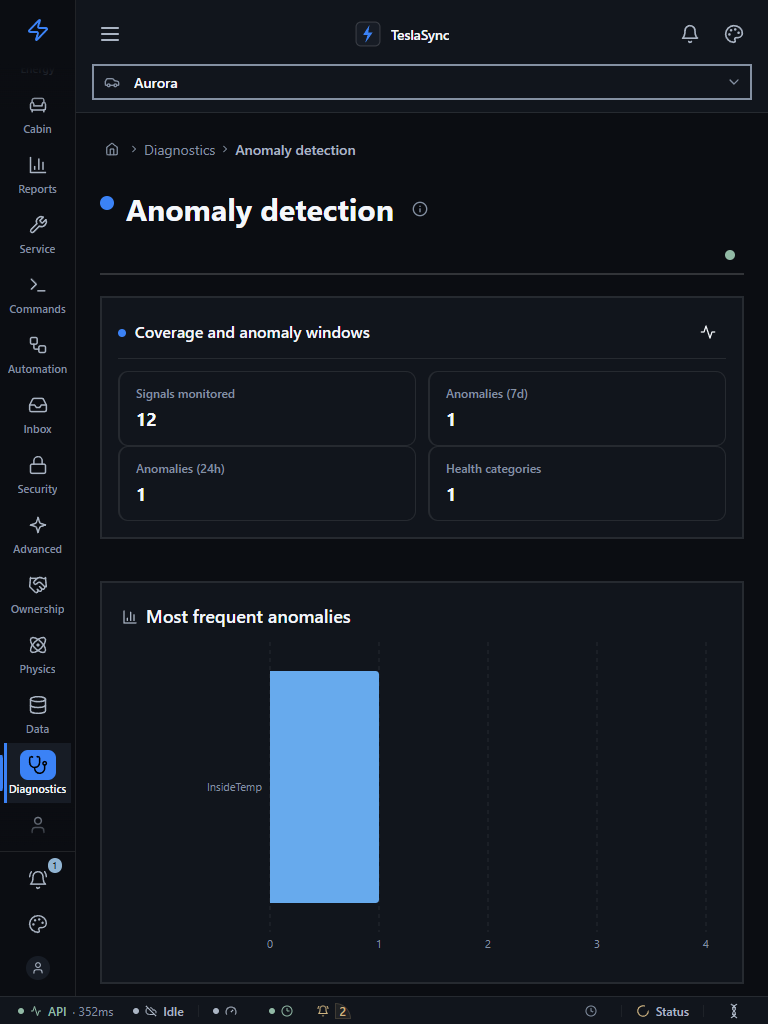 TeslaSync
Aurora
Energy
Cabin
Reports
Service
Commands
Automation
Inbox
Security
Advanced
Ownership
Physics
Data
Diagnostics
1
Diagnostics
Anomaly detection
Anomaly detection
Coverage and anomaly windows
Signals monitored
12
Anomalies (7d)
1
Anomalies (24h)
1
Health categories
1
Most frequent anomalies
InsideTemp
0 1 2 3 4
API · 352ms
Idle
2
Status